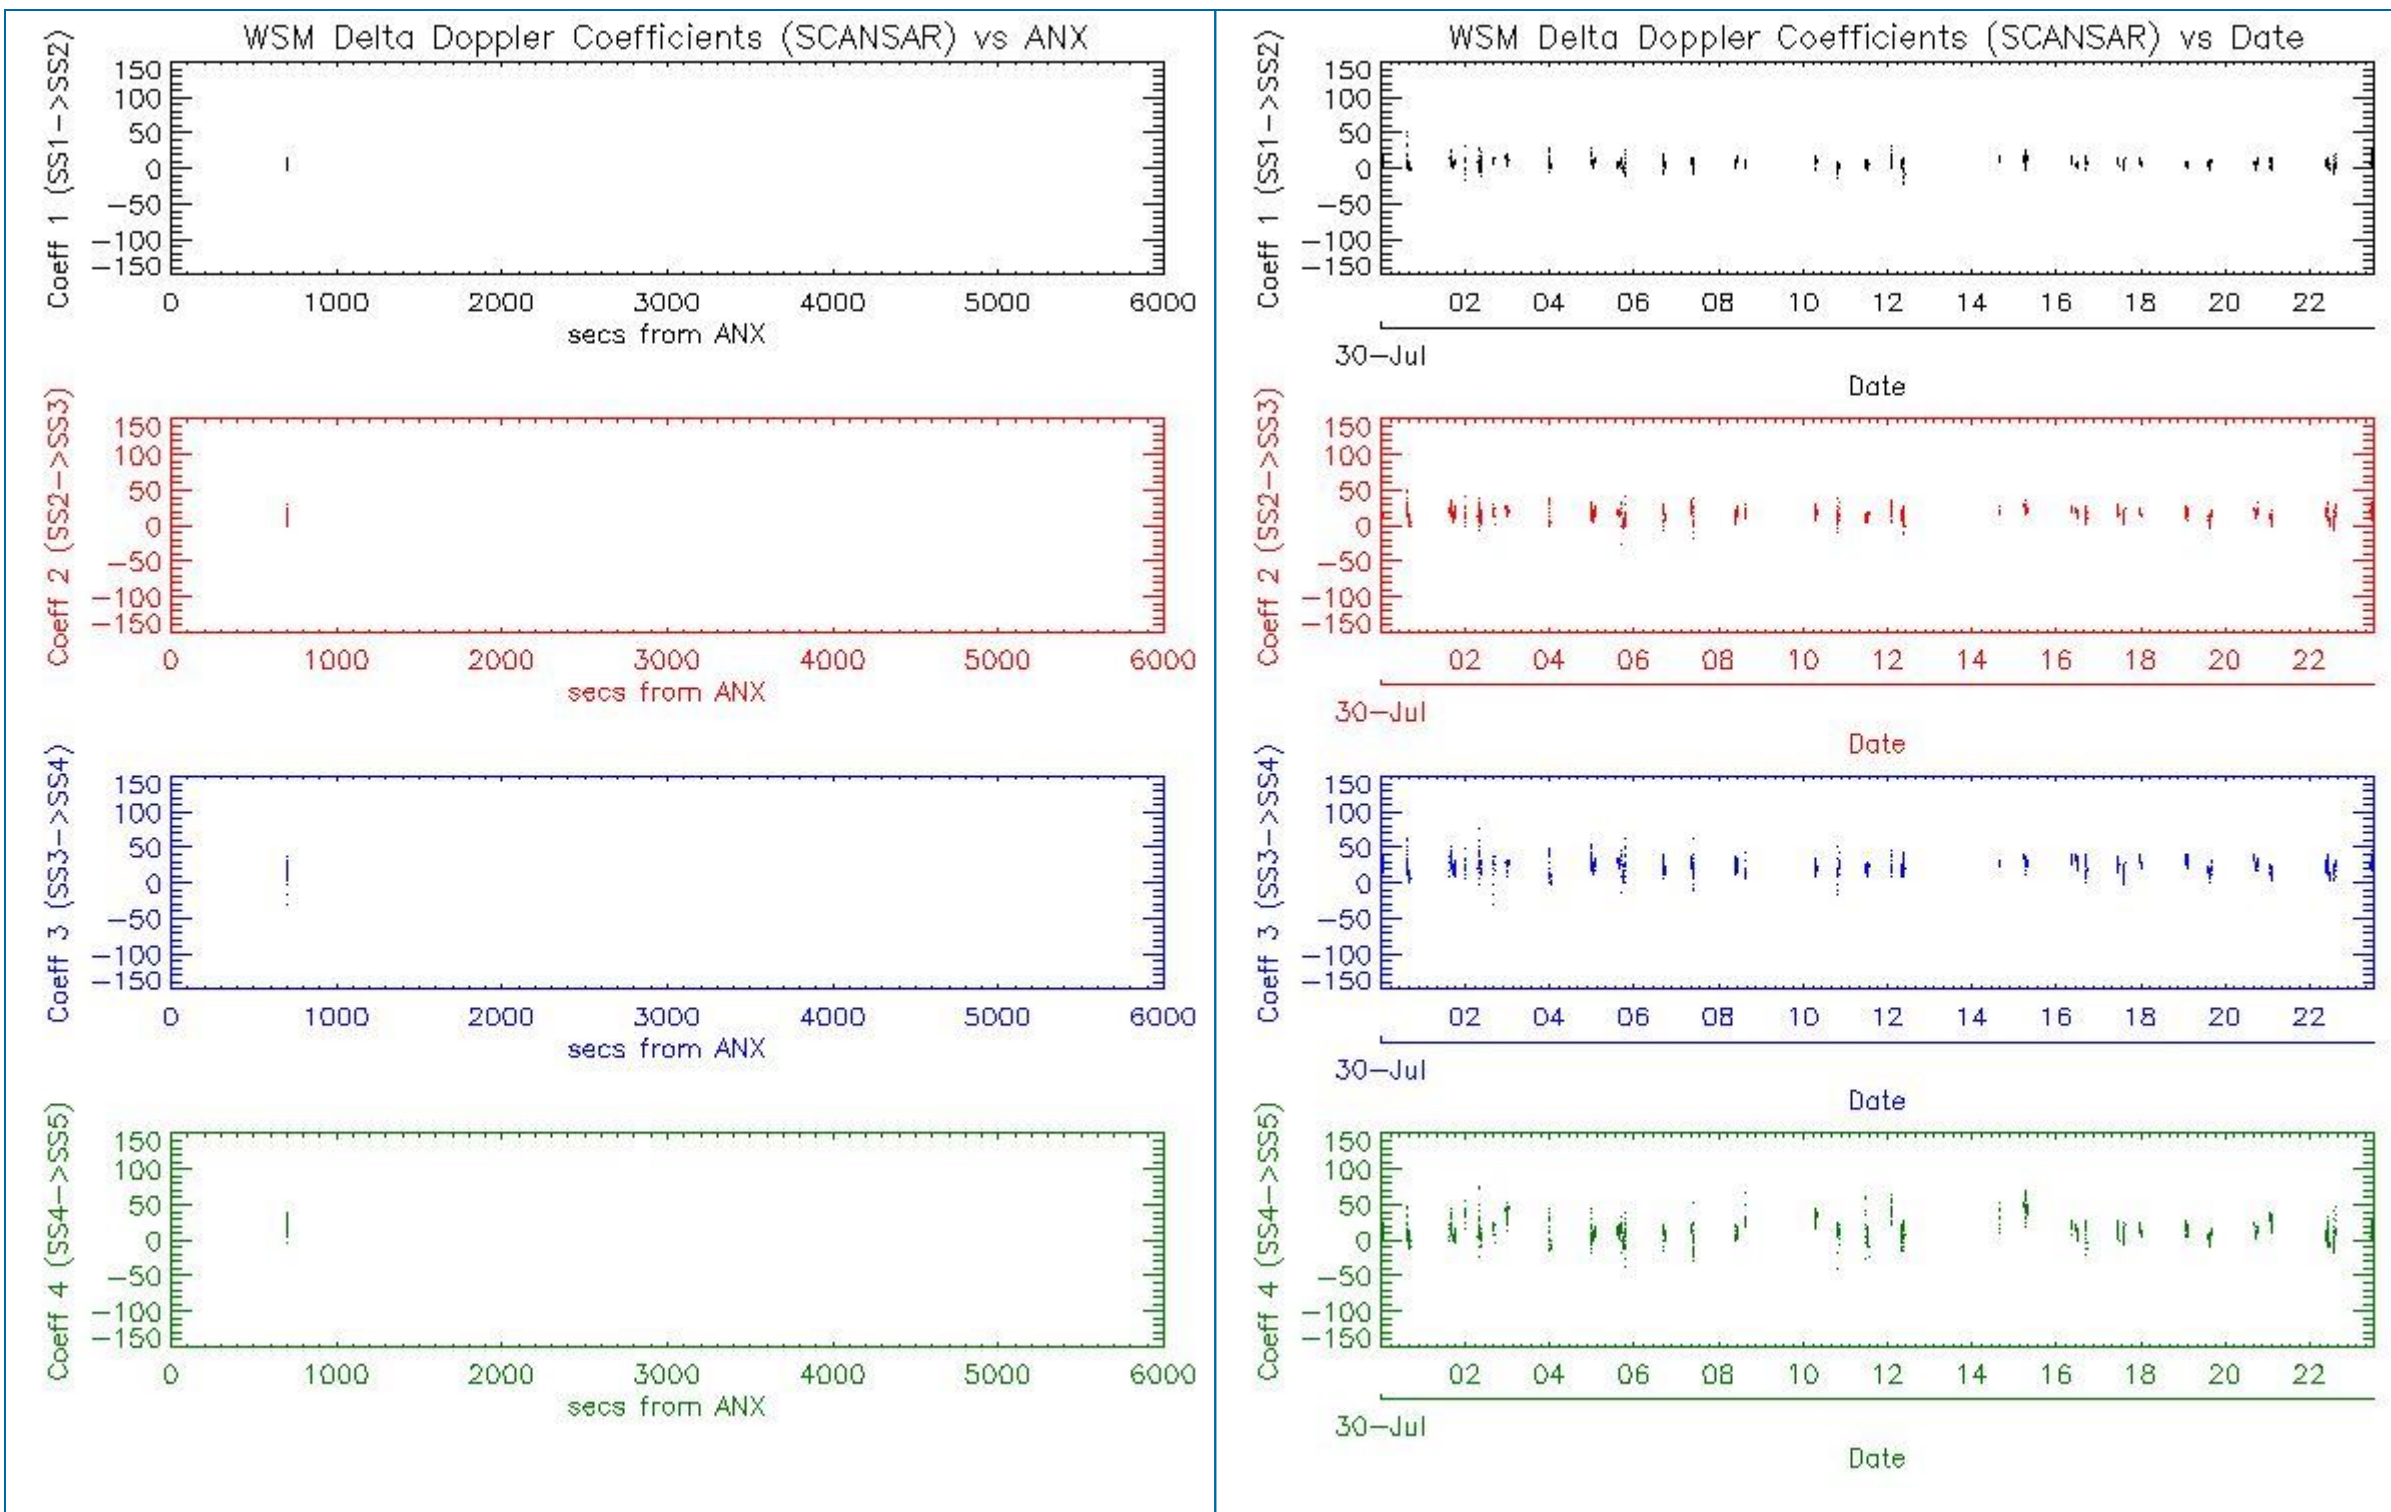 WSM Delta Doppler Coefficients (SCANSAR) vs ANX
Coeff 1 (SS1->SS2)
150
100
50
0
-50
-100
-150
0 1000 2000 3000 4000 5000 6000
secs from ANX
Coeff 2 (SS2->SS3)
150
100
50
0
-50
-100
-150
0 1000 2000 3000 4000 5000 6000
secs from ANX
Coeff 3 (SS3->SS4)
150
100
50
0
-50
-100
-150
0 1000 2000 3000 4000 5000 6000
secs from ANX
Coeff 4 (SS4->SS5)
150
100
50
0
-50
-100
-150
0 1000 2000 3000 4000 5000 6000
secs from ANX
WSM Delta Doppler Coefficients (SCANSAR) vs Date
Coeff 1 (SS1->SS2)
150
100
50
0
-50
-100
-150
02 04 06 08 10 12 14 16 18 20 22
30-Jul
Date
Coeff 2 (SS2->SS3)
150
100
50
0
-50
-100
-150
02 04 06 08 10 12 14 16 18 20 22
30-Jul
Date
Coeff 3 (SS3->SS4)
150
100
50
0
-50
-100
-150
02 04 06 08 10 12 14 16 18 20 22
30-Jul
Date
Coeff 4 (SS4->SS5)
150
100
50
0
-50
-100
-150
02 04 06 08 10 12 14 16 18 20 22
30-Jul
Date